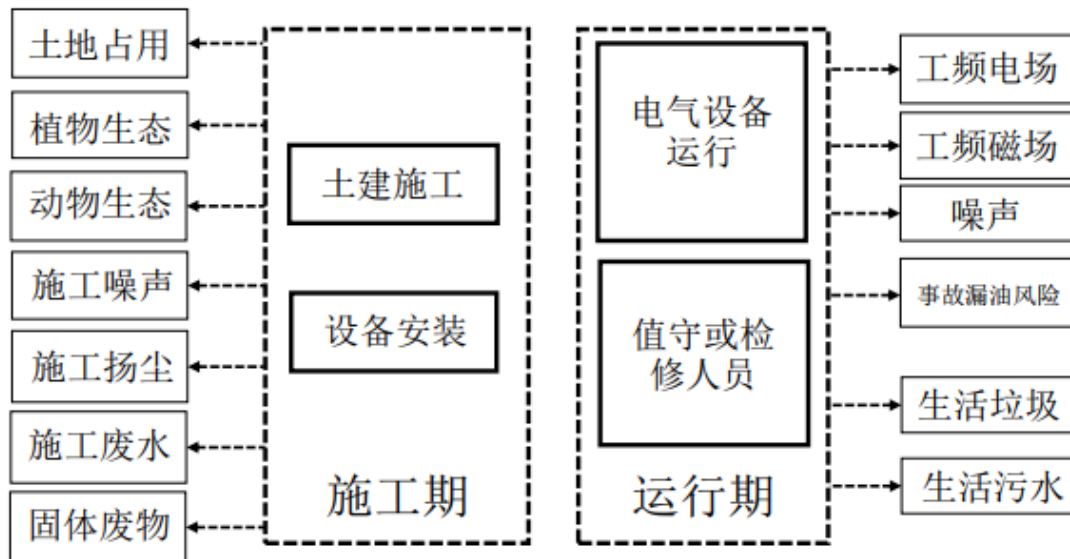 土地占用
植物生态
动物生态
施工噪声
施工扬尘
施工废水
固体废物
土建施工
设备安装
施工期
电气设备
运行
值守或检
修人员
运行期
工频电场
工频磁场
噪声
事故漏油风险
生活垃圾
生活污水